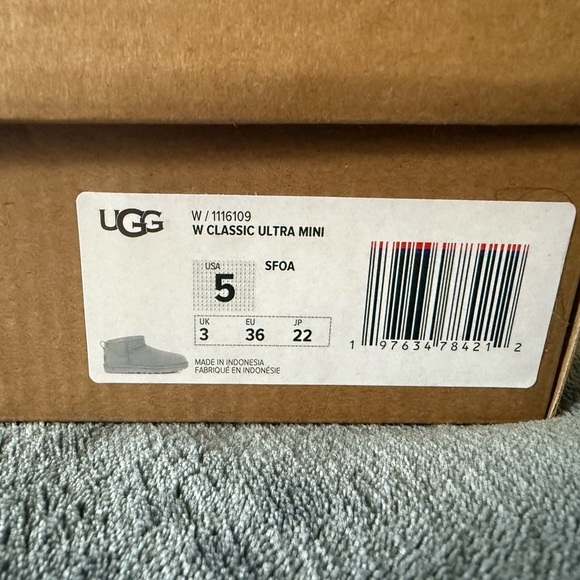 UGG
W / 1116109
W CLASSIC ULTRA MINI
USA
5
SFOA
UK EU JP
3 36 22
MADE IN INDONESIA
FABRIQUÉ EN INDONÉSIE
1 97634 78421 2